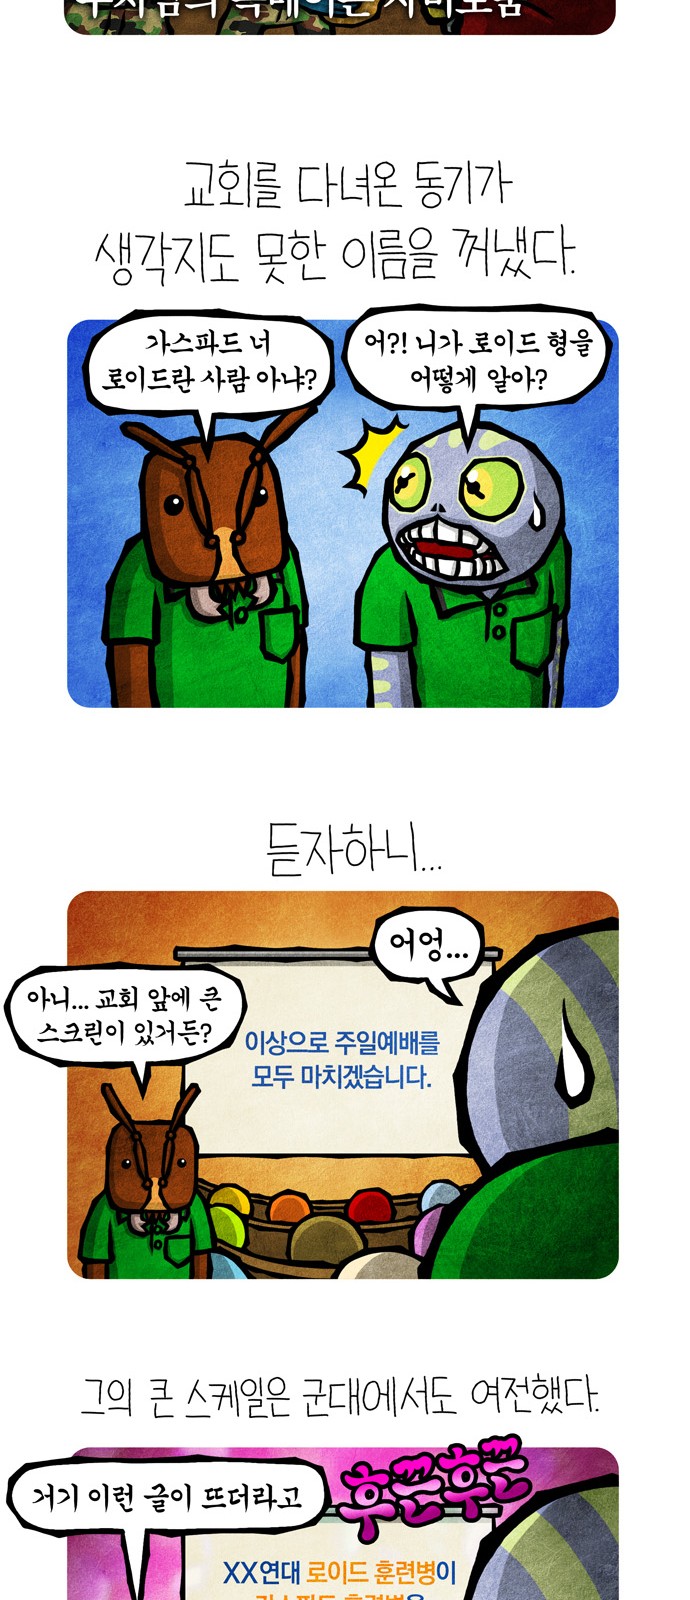 교회를 다녀온 동기가
생각지도 못한 이름을 꺼냈다.
가스파드 너
로이드란 사람 아냐?
어?! 니가 로이드 형을
어떻게 알아?
듣자하니...
어엉...
아니... 교회 앞에 큰
스크린이 있거든?
이상으로 주일예배를
모두 마치겠습니다.
그의 큰 스케일은 군대에서도 여전했다.
후끈후끈
거기 이런 글이 뜨더라고
XX연대 로이드 훈련병이